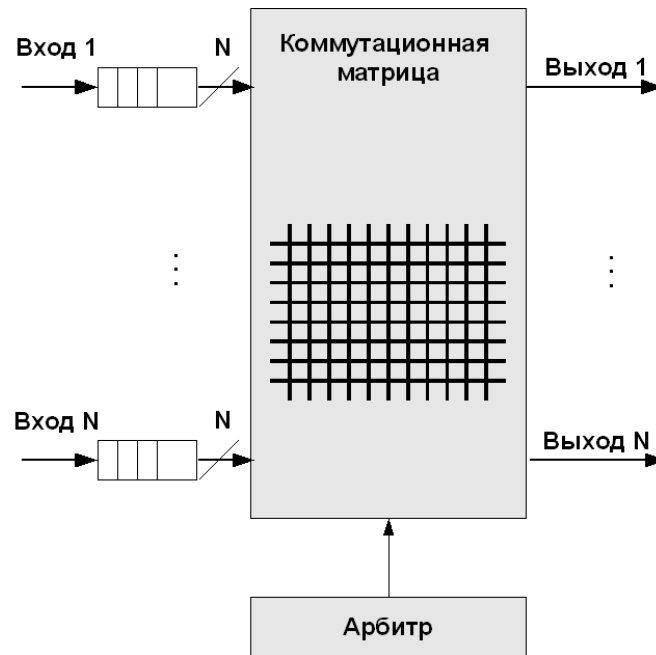 Вход 1
N
Коммутационная
матрица
Выход 1
Вход N
N
Выход N
Арбитр